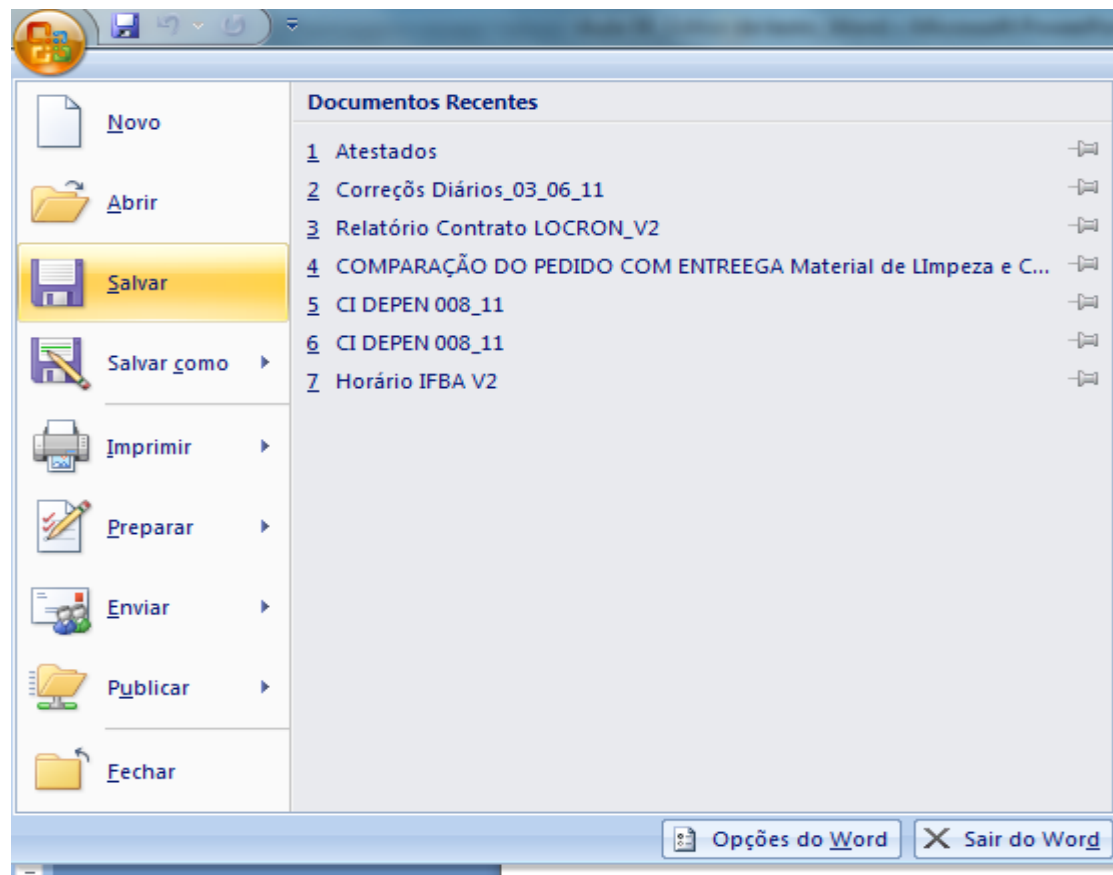 Novo
Abrir
Salvar
Salvar como
Imprimir
Preparar
Enviar
Publicar
Fechar
Documentos Recentes
1 Atestados
2 Correçõs Diários_03_06_11
3 Relatório Contrato LOCRON_V2
4 COMPARAÇÃO DO PEDIDO COM ENTREEGA Material de LImpeza e C...
5 CI DEPEN 008_11
6 CI DEPEN 008_11
7 Horário IFBA V2
Opções do Word
Sair do Word